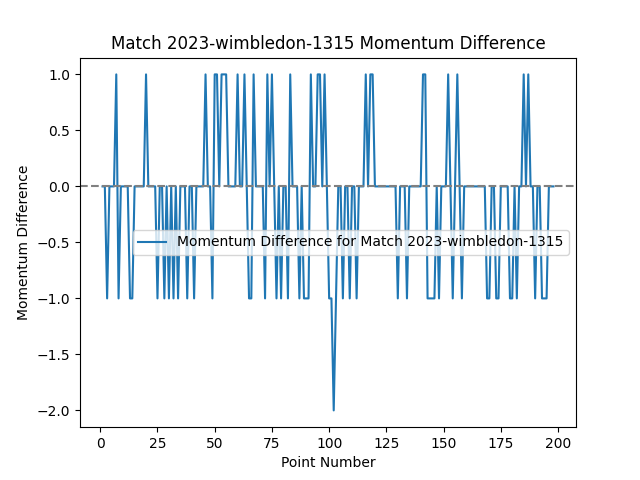 Match 2023-wimbledon-1315 Momentum Difference
Momentum Difference
1.0
0.5
0.0
−0.5
−1.0
−1.5
−2.0
Momentum Difference for Match 2023-wimbledon-1315
0 25 50 75 100 125 150 175 200
Point Number